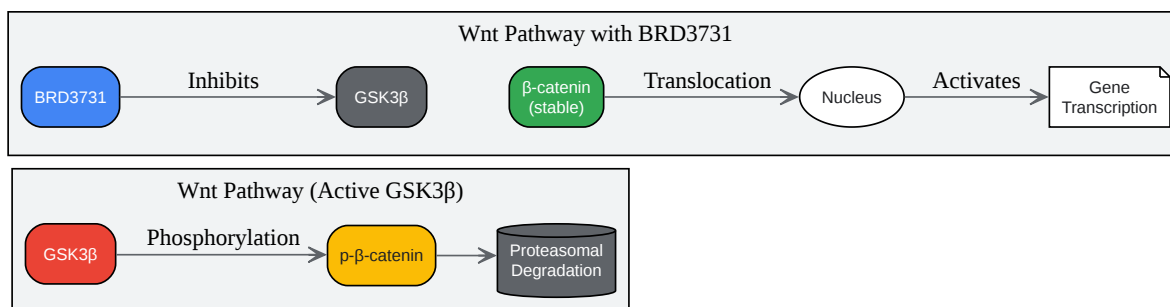 Wnt Pathway with BRD3731
BRD3731
Inhibits
GSK3β
β-catenin
(stable)
Translocation
Nucleus
Activates
Gene
Transcription
Wnt Pathway (Active GSK3β)
GSK3β
Phosphorylation
p-β-catenin
Proteasomal
Degradation